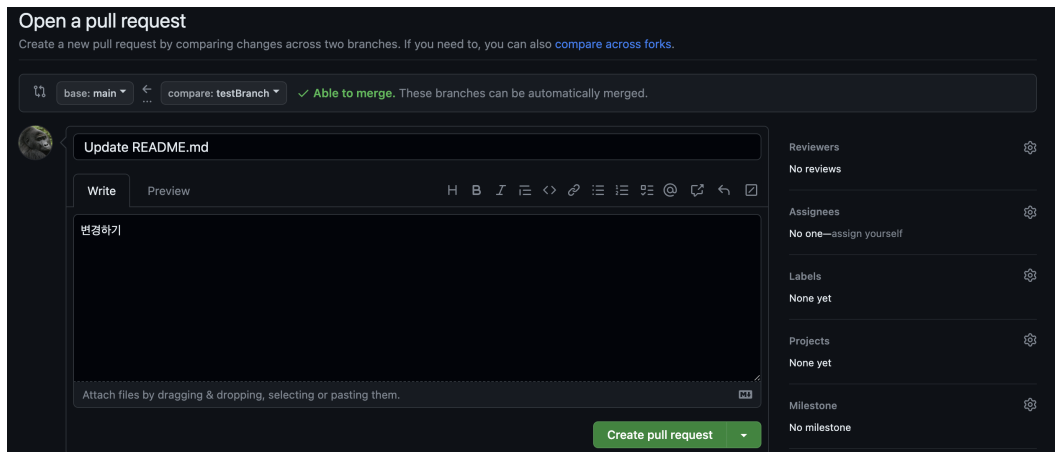 Open a pull request
Create a new pull request by comparing changes across two branches. If you need to, you can also compare across forks.
base: main
compare: testBranch
Able to merge. These branches can be automatically merged.
Update README.md
Write
Preview
변경하기
Attach files by dragging & dropping, selecting or pasting them.
Create pull request
Reviewers
No reviews
Assignees
No one—assign yourself
Labels
None yet
Projects
None yet
Milestone
No milestone